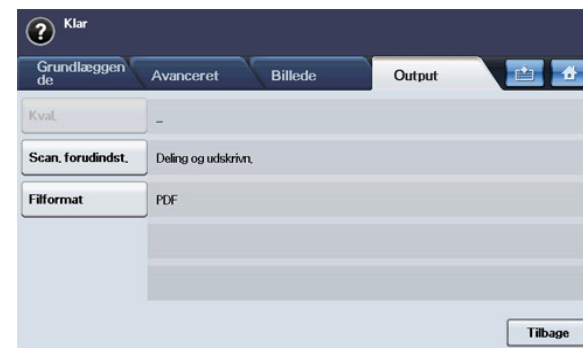 Klar
Grundlæggen
de
Avanceret
Billede
Output
Kval.
_
Scan. forudindst.
Deling og udskrivn.
Filformat
PDF
Tilbage